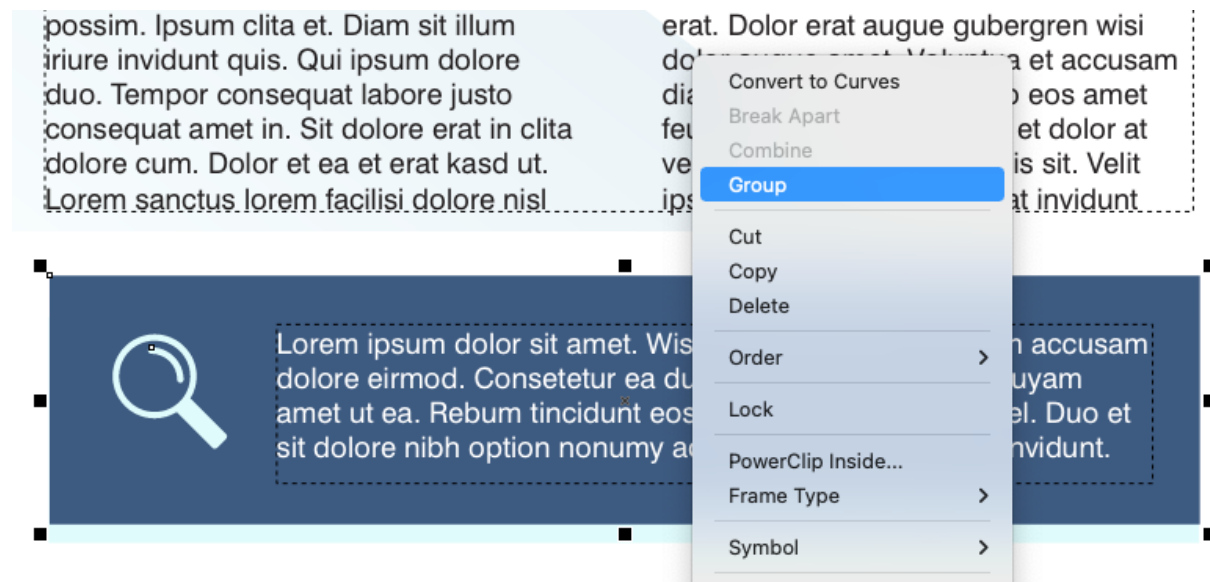 possim. Ipsum clita et. Diam sit illum
iriure invidunt quis. Qui ipsum dolore
duo. Tempor consequat labore justo
consequat amet in. Sit dolore erat in clita
dolore cum. Dolor et ea et erat kasd ut.
Lorem sanctus lorem facilisi dolore nisl
erat. Dolor erat augue gubergren wisi
et accusam
eos amet
et dolor at
is sit. Velit
at invidunt
Convert to Curves
Break Apart
Combine
Group
Cut
Copy
Delete
Order
Lock
PowerClip Inside...
Frame Type
Symbol
Lorem ipsum dolor sit amet. Wis accusam
dolore eirmod. Consetetur ea
amet ut ea. Rebum tincidunt eos Duo et
sit dolore nibh option nonumy nvidunt.